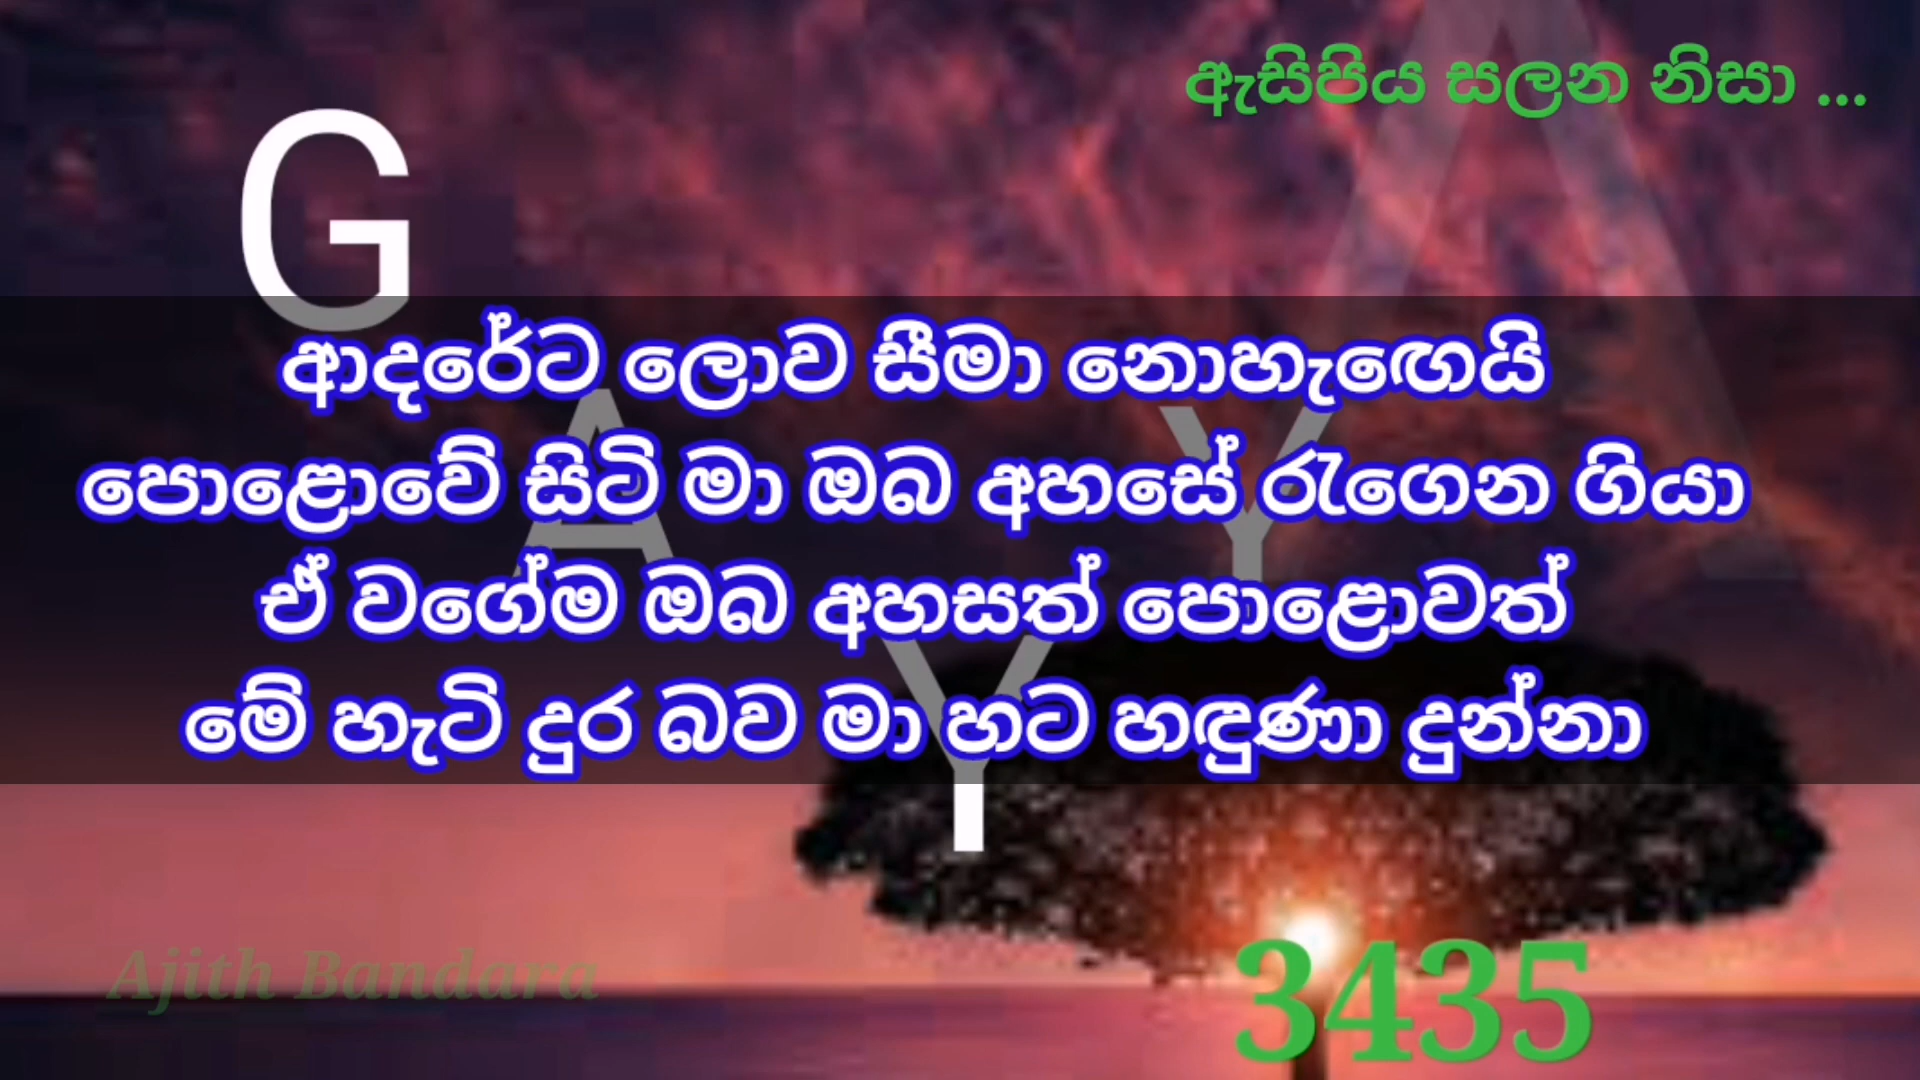 ඇසිපිය සලන නිසා ...
G
A
Y
A
Y
ආදරේට ලොව සීමා නොහැඟෙයි
පොළොවේ සිටි මා ඔබ අහසේ රැගෙන ගියා
ඒ වගේම ඔබ අහසත් පොළොවත්
මේ හැටි දුර බව මා හට හඳුණා දුන්නා
Ajith Bandara
3435